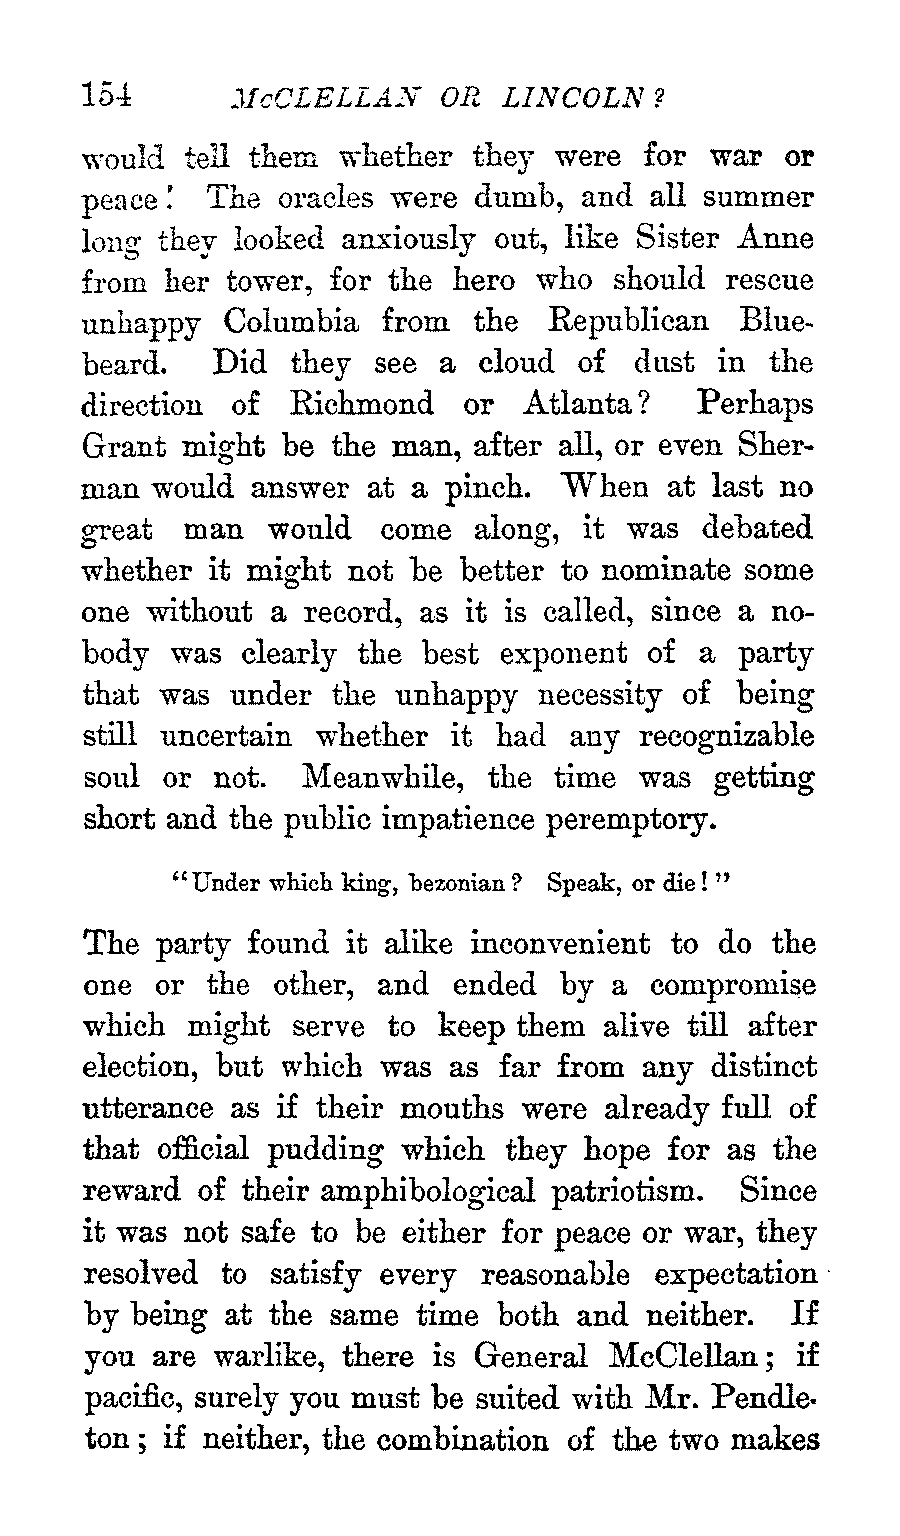 154 McCLELLAN OR LINCOLN?
would tell them whether they were for war or
peace! The oracles were dumb, and all summer
long they looked anxiously out, like Sister Anne
from her tower, for the hero who should rescue
unhappy Columbia from the Republican Blue-
beard. Did they see a cloud of dust in the
direction of Richmond or Atlanta? Perhaps
Grant might be the man, after all, or even Sher-
man would answer at a pinch. When at last no
great man would come along, it was debated
whether it might not be better to nominate some
one without a record, as it is called, since a no-
body was clearly the best exponent of a party
that was under the unhappy necessity of being
still uncertain whether it had any recognizable
soul or not. Meanwhile, the time was getting
short and the public impatience peremptory.
"Under which king, bezonian? Speak, or die!"
The party found it alike inconvenient to do the
one or the other, and ended by a compromise
which might serve to keep them alive till after
election, but which was as far from any distinct
utterance as if their mouths were already full of
that official pudding which they hope for as the
reward of their amphibological patriotism. Since
it was not safe to be either for peace or war, they
resolved to satisfy every reasonable expectation
by being at the same time both and neither. If
you are warlike, there is General McClellan; if
pacific, surely you must be suited with Mr. Pendle-
ton; if neither, the combination of the two makes